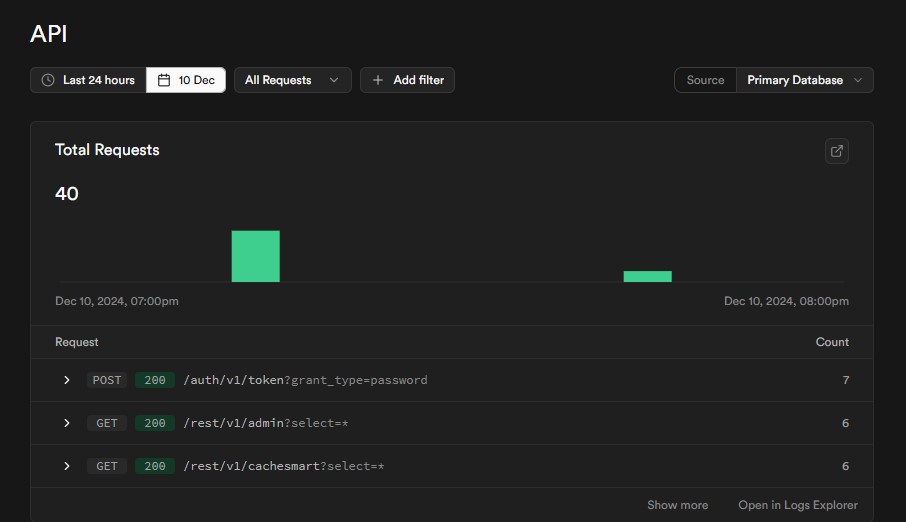 API
Last 24 hours 10 Dec All Requests Add filter Source Primary Database
Total Requests
40
Dec 10, 2024, 07:00pm Dec 10, 2024, 08:00pm
Request Count
POST 200 /auth/v1/token?grant_type=password 7
GET 200 /rest/v1/admin?select=* 6
GET 200 /rest/v1/cachesmart?select=* 6
Show more Open in Logs Explorer